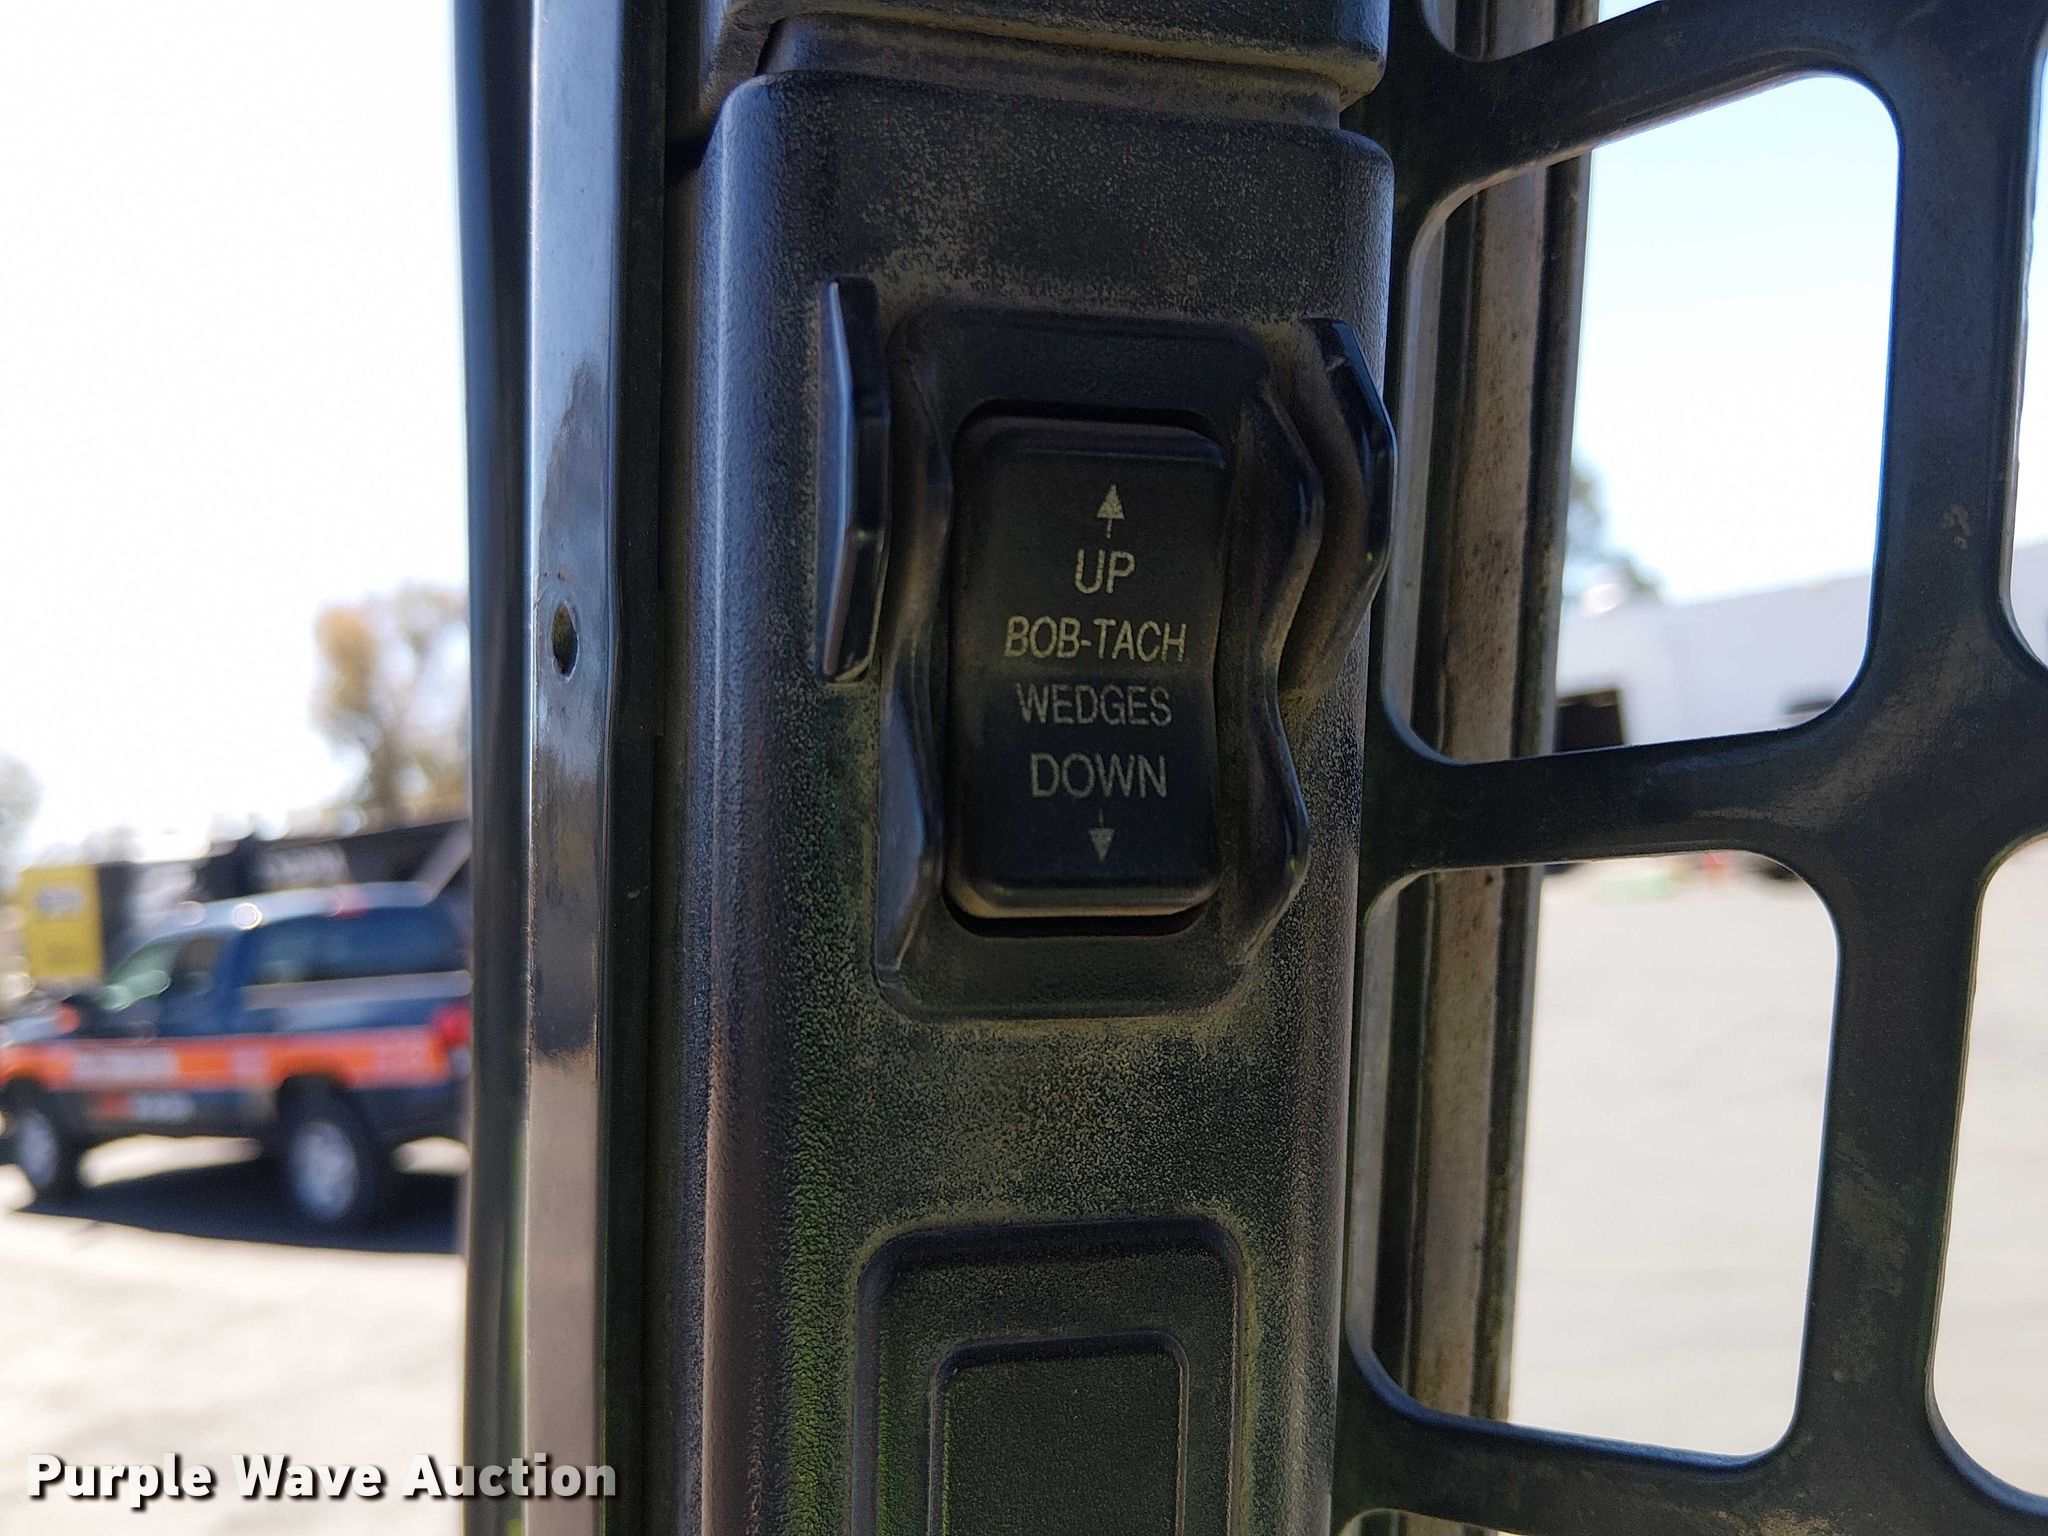 UP
BOB-TACH
WEDGES
DOWN
Purple Wave Auction